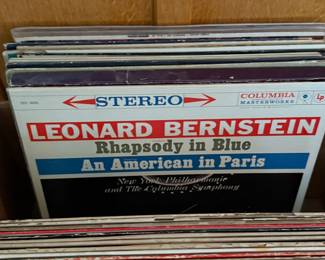 STEREO
COLUMBIA
MASTERWORKS
Lp
LEONARD BERNSTEIN
Rhapsody in Blue
An American in Paris
New York Philharmonic
and The Columbia Symphony